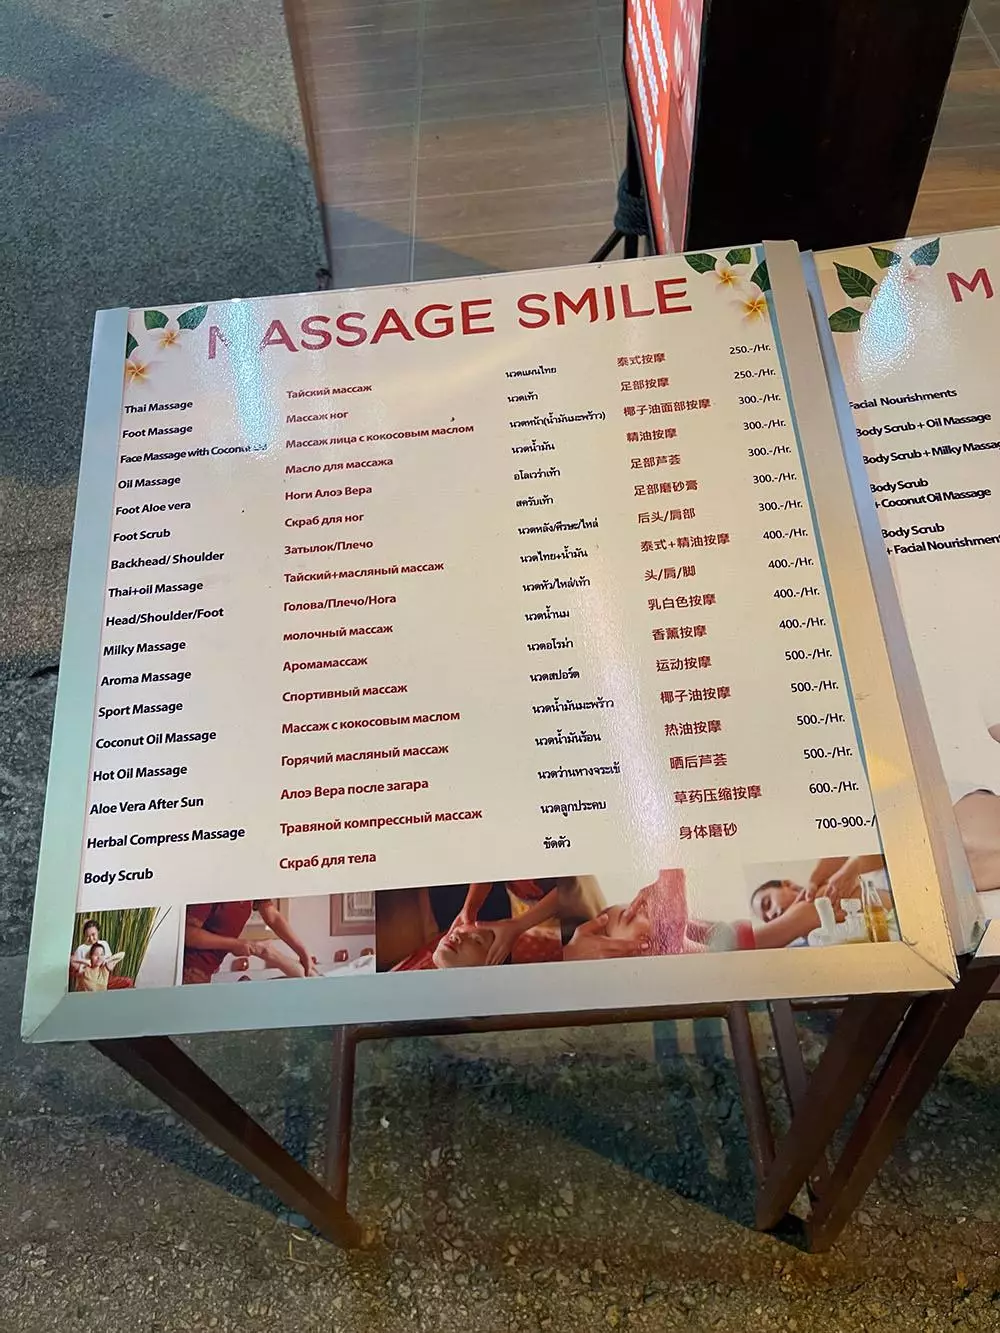 MASSAGE SMILE
Thai Massage Тайский массаж นวดแผนไทย 泰式按摩 250.-/Hr.
Foot Massage Массаж ног นวดเท้า 足部按摩 250.-/Hr.
Face Massage with Coconut Массаж лица с кокосовым маслом นวดหน้า(น้ำมันมะพร้าว) 椰子油面部按摩 300.-/Hr.
Oil Massage Масло для массажа นวดน้ำมัน 精油按摩 300.-/Hr.
Foot Aloe vera Ноги Алоэ Вера อโลเวร่าเท้า 足部芦荟 300.-/Hr.
Foot Scrub Скраб для ног สครับเท้า 足部磨砂膏 300.-/Hr.
Backhead/ Shoulder Затылок/Плечо นวดหลัง/ศีรษะ/ไหล่ 后头/肩部 300.-/Hr.
Thai+oil Massage Тайский+масляный массаж นวดไทย+น้ำมัน 泰式+精油按摩 400.-/Hr.
Head/Shoulder/Foot Голова/Плечо/Нога นวดหัว/ไหล่/เท้า 头/肩/脚 400.-/Hr.
Milky Massage молочный массаж นวดน้ำนม 乳白色按摩 400.-/Hr.
Aroma Massage Аромамассаж นวดอโรม่า 香薰按摩 400.-/Hr.
Sport Massage Спортивный массаж นวดสปอร์ต 运动按摩 500.-/Hr.
Coconut Oil Massage Массаж с кокосовым маслом นวดน้ำมันมะพร้าว 椰子油按摩 500.-/Hr.
Hot Oil Massage Горячий масляный массаж นวดน้ำมันร้อน 热油按摩 500.-/Hr.
Aloe Vera After Sun Алоэ Вера после загара นวดว่านหางจระเข้ 晒后芦荟 500.-/Hr.
Herbal Compress Massage Травяной компрессный массаж นวดลูกประคบ 草药压缩按摩 600.-/Hr.
Body Scrub Скраб для тела ขัดตัว 身体磨砂 700-900.-/
M
Facial Nourishments
Body Scrub + Oil Massage
Body Scrub + Milky Massa
Body Scrub
+ Coconut Oil Massage
Body Scrub
+ Facial Nourishmen